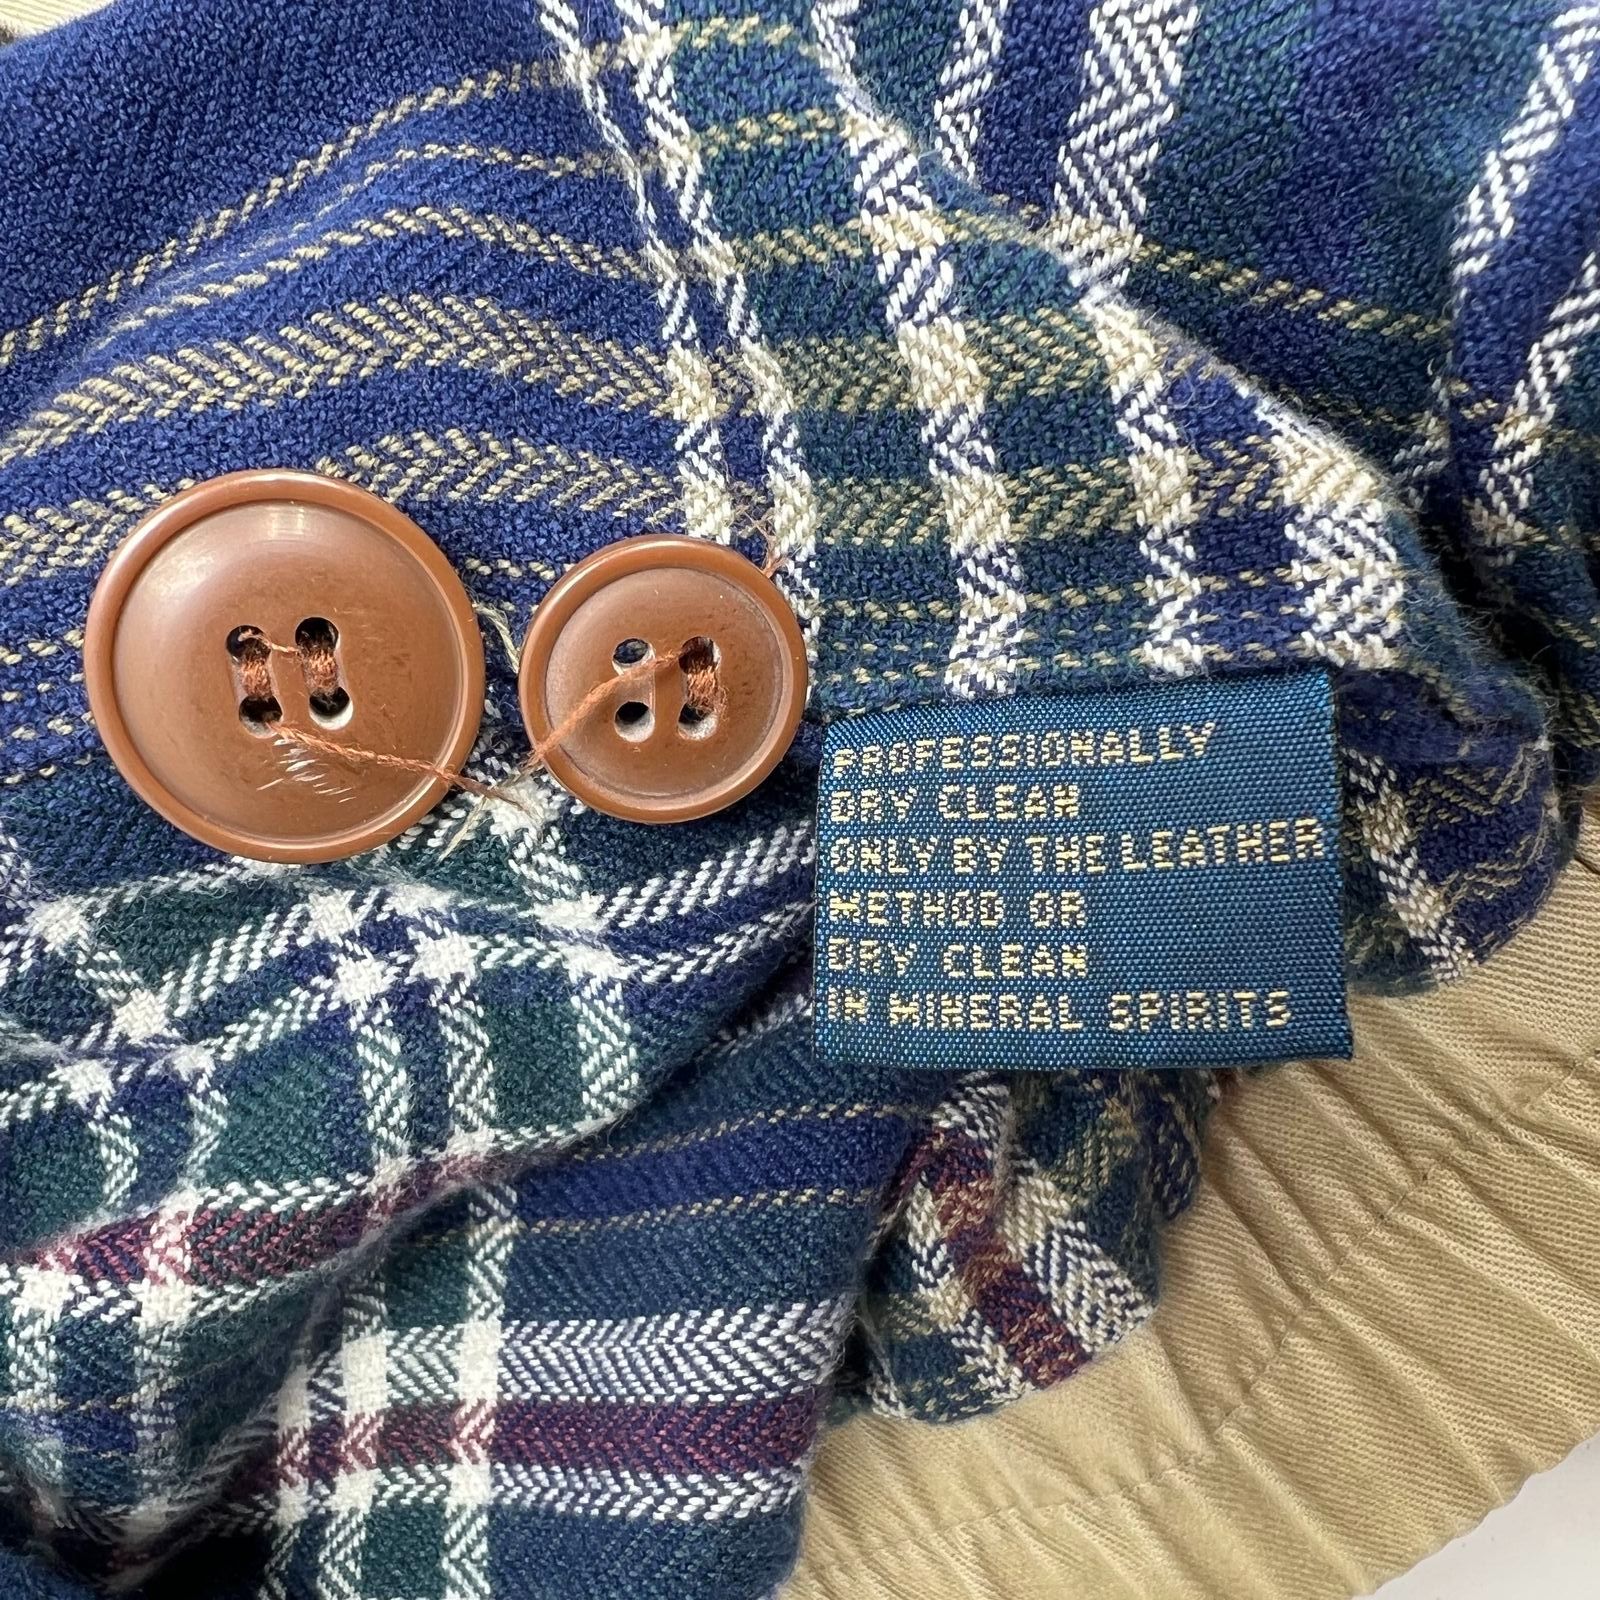 PROFESSIONALLY
DRY CLEAN
ONLY BY THE LEATHER
METHOD OR
DRY CLEAN
IN MINERAL SPIRITS